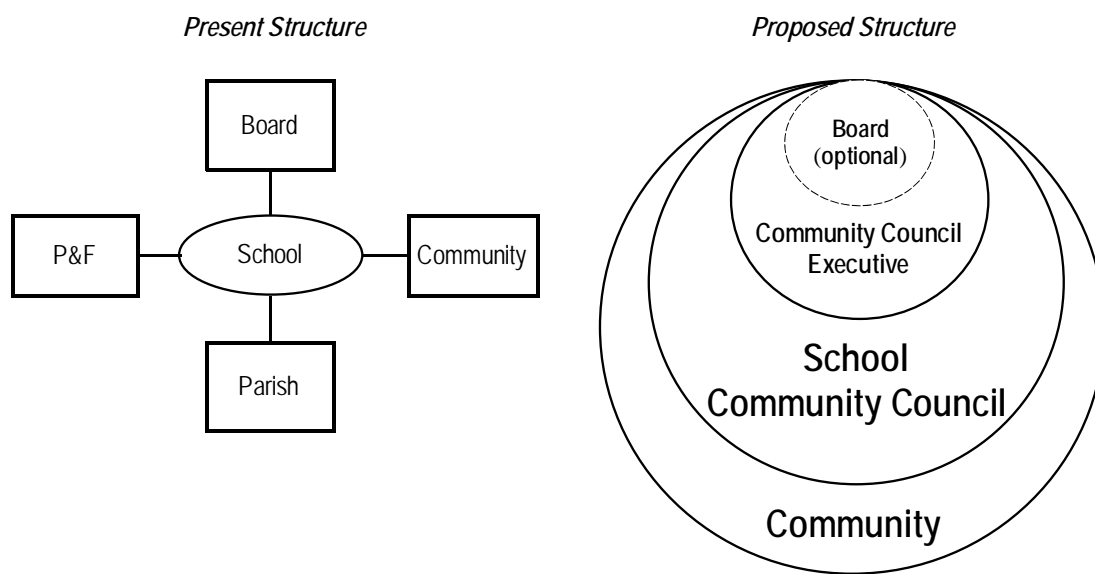 Present Structure
Board
P&F
School
Community
Parish
Proposed Structure
Board
(optional)
Community Council
Executive
School
Community Council
Community